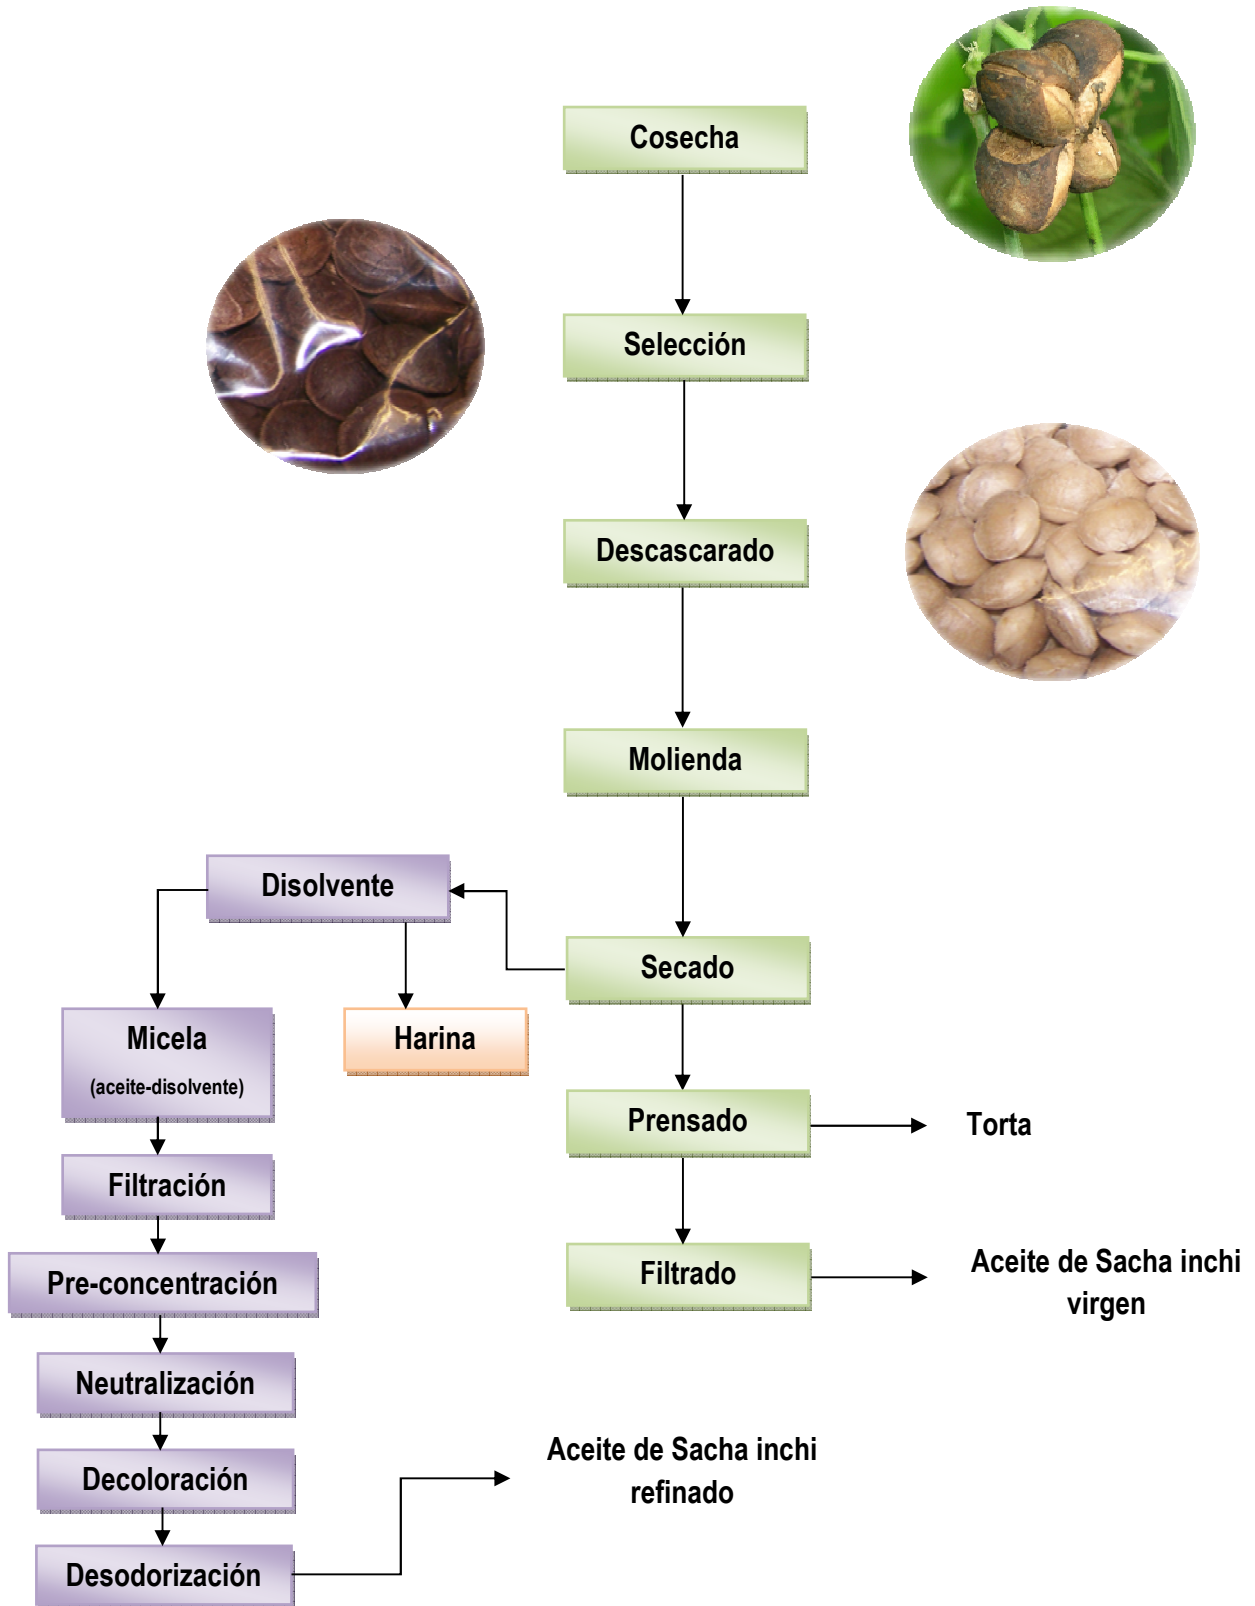 Cosecha
Selección
Descascarado
Molienda
Disolvente
Secado
Micela
(aceite-disolvente)
Harina
Prensado
Torta
Filtración
Filtrado
Aceite de Sacha inchi
virgen
Pre-concentración
Neutralización
Decoloración
Aceite de Sacha inchi
refinado
Desodorización